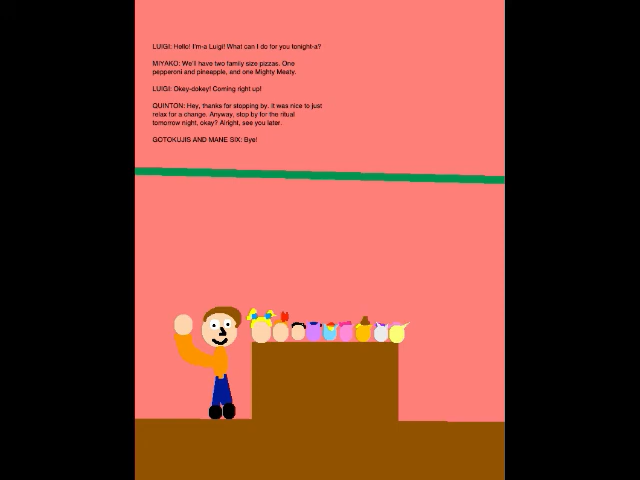 LUIGI: Hello! I'm-a Luigi! What can I do for you tonight-a?
MIYAKO: We'll have two family size pizzas. One
pepperoni and pineapple, and one Mighty Meaty.
LUIGI: Okey-dokey! Coming right up!
QUINTON: Hey, thanks for stopping by. It was nice to just
relax for a change. Anyway, stop by for the ritual
tomorrow night, okay? Alright, see you later.
GOTOKUJIS AND MANE SIX: Bye!